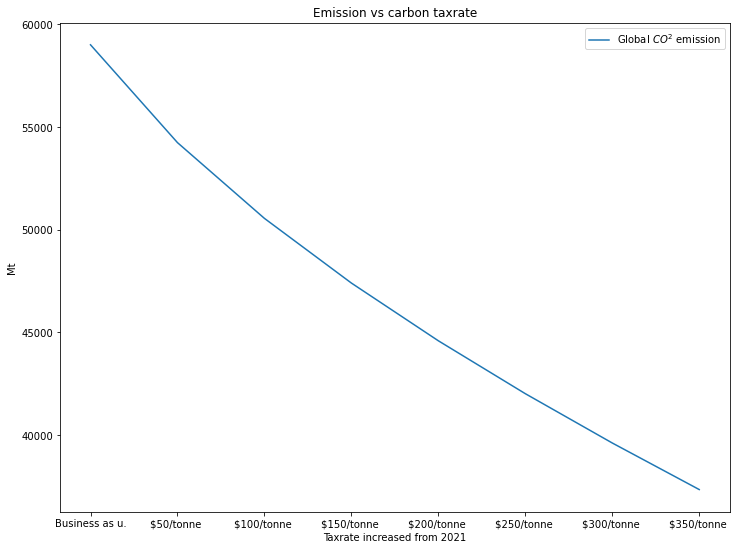 Emission vs carbon taxrate
Global CO² emission
60000
55000
50000
45000
40000
Mt
Business as u. $50/tonne $100/tonne $150/tonne $200/tonne $250/tonne $300/tonne $350/tonne
Taxrate increased from 2021